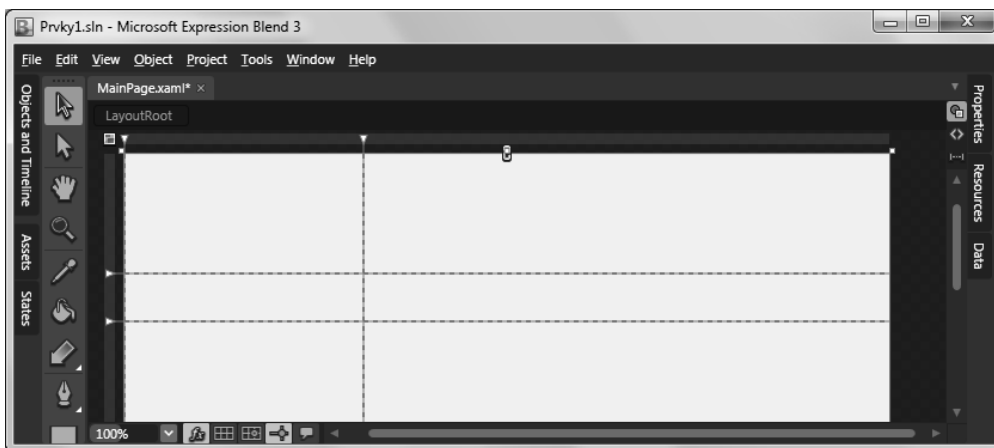 Prvky1.sln - Microsoft Expression Blend 3
File Edit View Object Project Tools Window Help
MainPage.xaml* ×
LayoutRoot
Objects and Timeline
Assets
States
Properties
Resources
Data
100%
fx